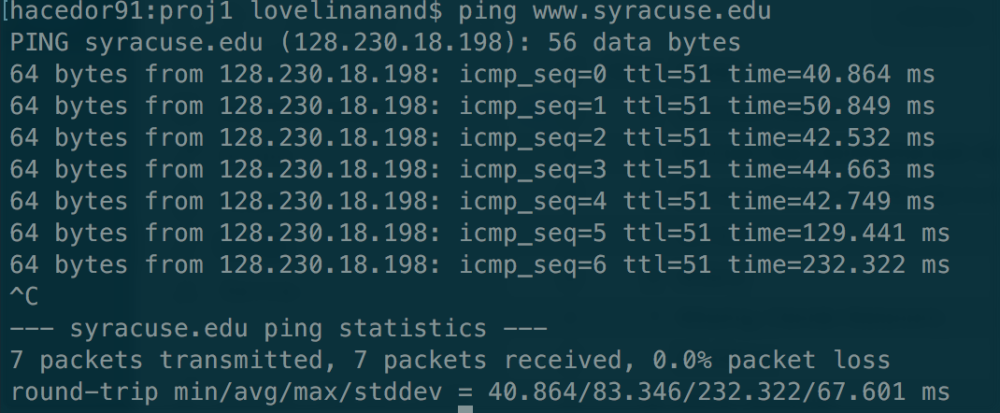 [hacedor91:proj1 lovelinanand$ ping www.syracuse.edu
PING syracuse.edu (128.230.18.198): 56 data bytes
64 bytes from 128.230.18.198: icmp_seq=0 ttl=51 time=40.864 ms
64 bytes from 128.230.18.198: icmp_seq=1 ttl=51 time=50.849 ms
64 bytes from 128.230.18.198: icmp_seq=2 ttl=51 time=42.532 ms
64 bytes from 128.230.18.198: icmp_seq=3 ttl=51 time=44.663 ms
64 bytes from 128.230.18.198: icmp_seq=4 ttl=51 time=42.749 ms
64 bytes from 128.230.18.198: icmp_seq=5 ttl=51 time=129.441 ms
64 bytes from 128.230.18.198: icmp_seq=6 ttl=51 time=232.322 ms
^C
--- syracuse.edu ping statistics ---
7 packets transmitted, 7 packets received, 0.0% packet loss
round-trip min/avg/max/stddev = 40.864/83.346/232.322/67.601 ms